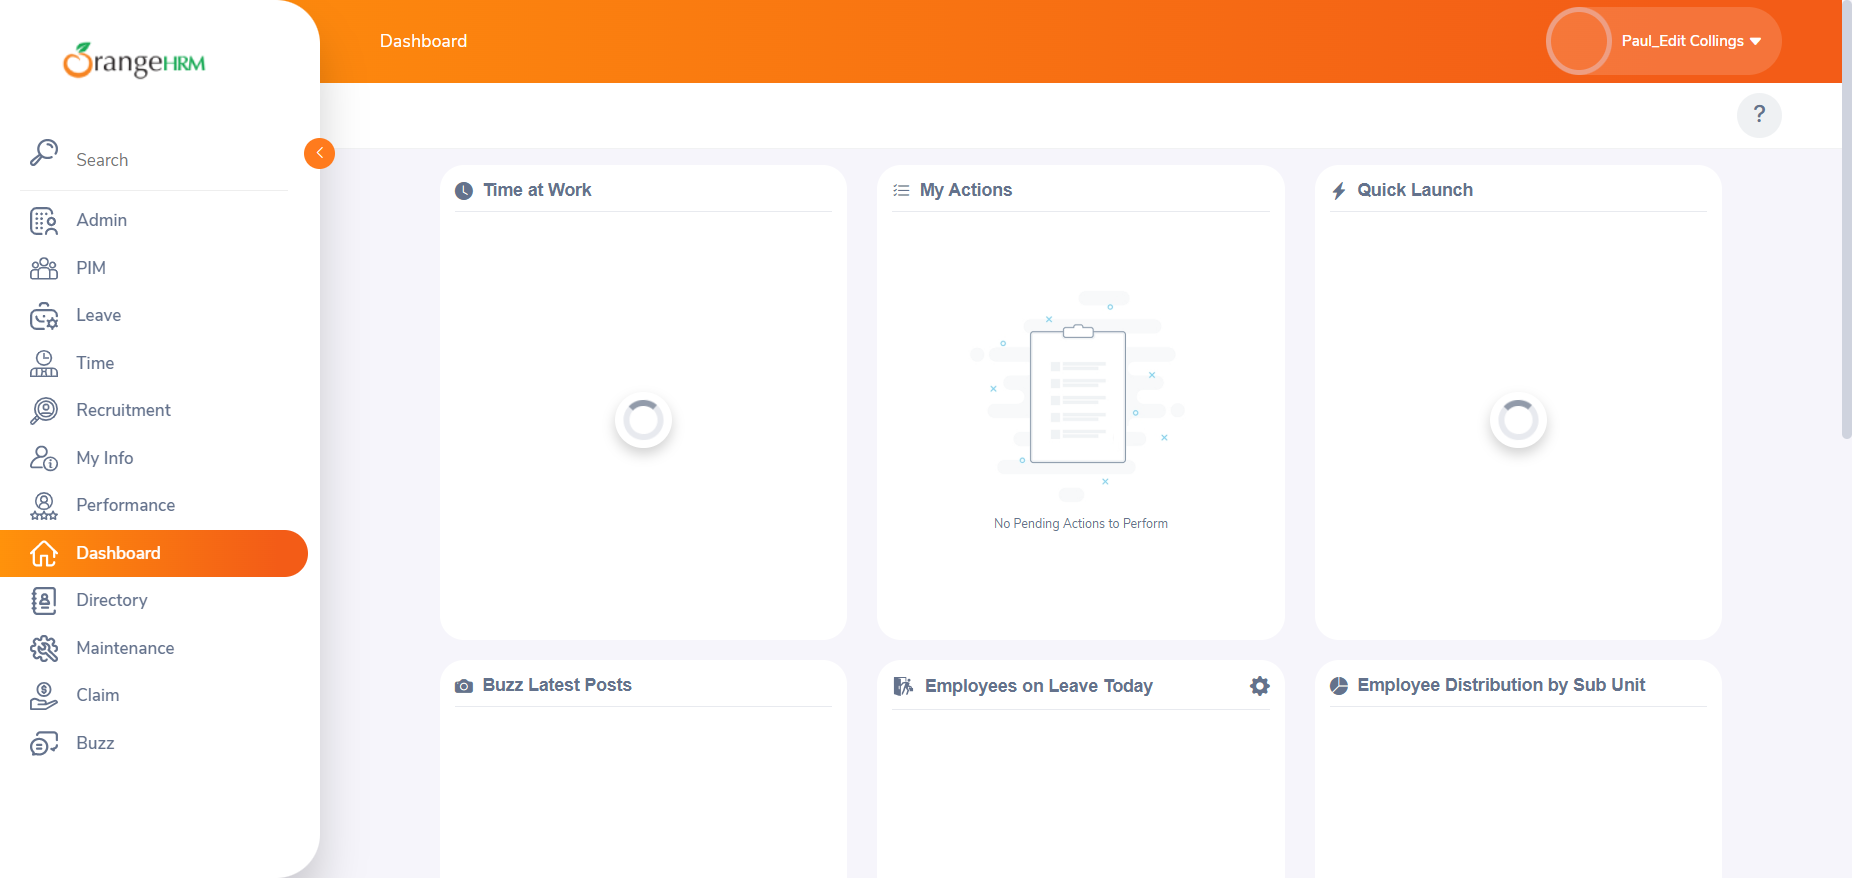 OrangeHRM
Dashboard
Paul_Edit Collings
?
Search
Admin
PIM
Leave
Time
Recruitment
My Info
Performance
Dashboard
Directory
Maintenance
Claim
Buzz
Time at Work
My Actions
No Pending Actions to Perform
Quick Launch
Buzz Latest Posts
Employees on Leave Today
Employee Distribution by Sub Unit